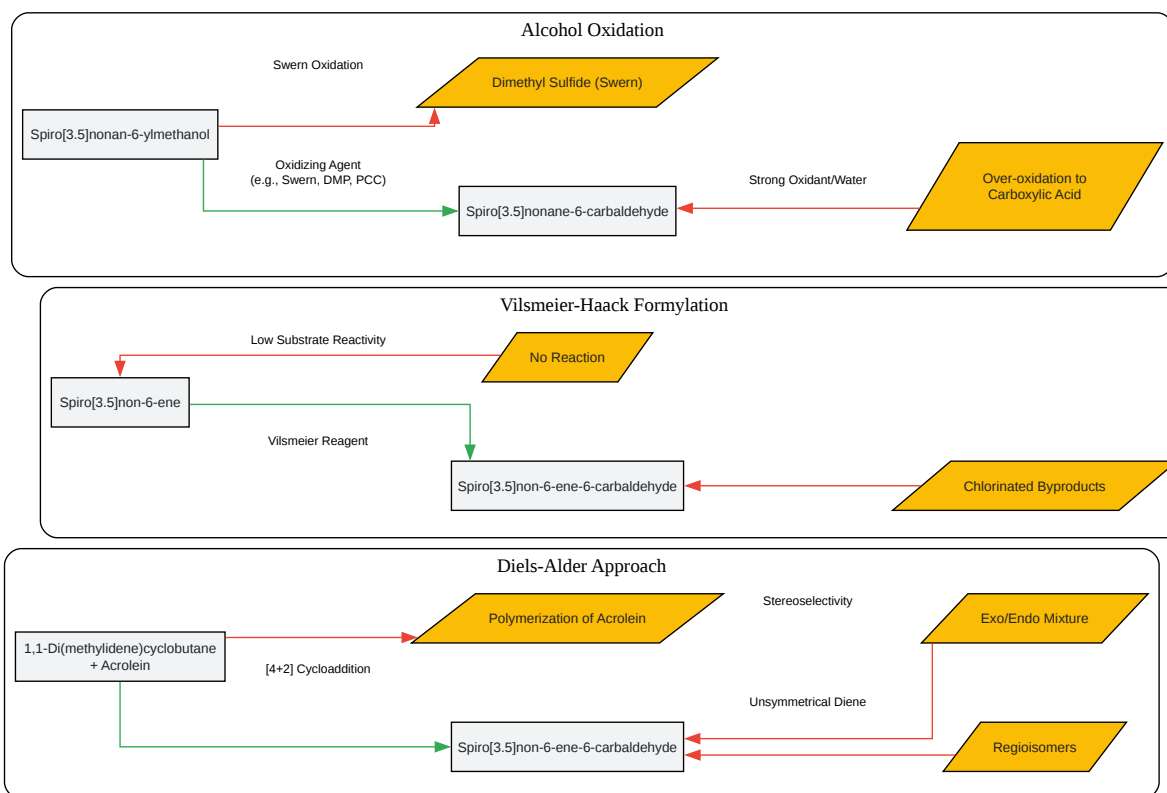 Alcohol Oxidation
Swern Oxidation
Dimethyl Sulfide (Swern)
Spiro[3.5]nonan-6-ylmethanol
Oxidizing Agent
(e.g., Swern, DMP, PCC)
Strong Oxidant/Water
Over-oxidation to
Carboxylic Acid
Spiro[3.5]nonane-6-carbaldehyde
Vilsmeier-Haack Formylation
Low Substrate Reactivity
No Reaction
Spiro[3.5]non-6-ene
Vilsmeier Reagent
Spiro[3.5]non-6-ene-6-carbaldehyde
Chlorinated Byproducts
Diels-Alder Approach
Stereoselectivity
Polymerization of Acrolein
Exo/Endo Mixture
1,1-Di(methylidene)cyclobutane
+ Acrolein
[4+2] Cycloaddition
Unsymmetrical Diene
Spiro[3.5]non-6-ene-6-carbaldehyde
Regioisomers